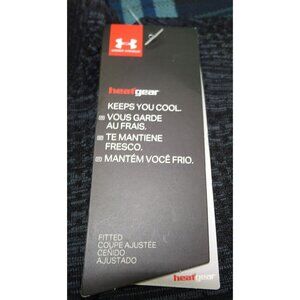 UNDER ARMOUR
heatgear
KEEPS YOU COOL.
VOUS GARDE
AU FRAIS.
TE MANTIENE
FRESCO.
MANTÉM VOCÊ FRIO.
FITTED
COUPE AJUSTÉE
CEÑIDO
AJUSTADO
heatgear